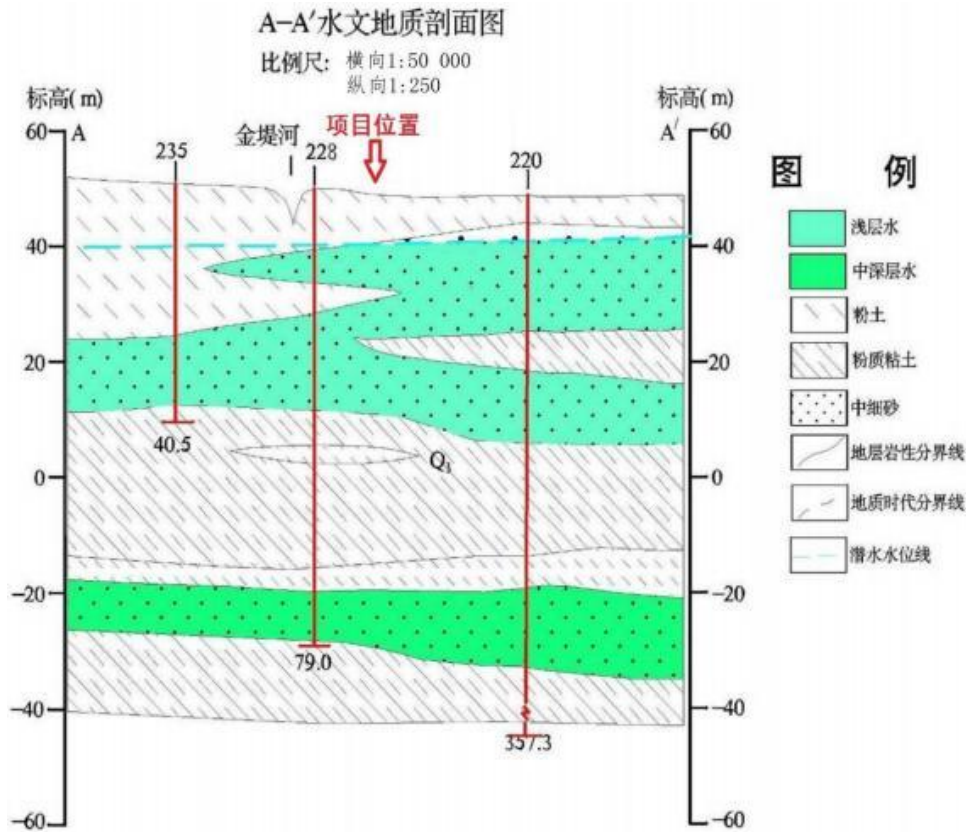 A-A′水文地质剖面图
比例尺: 横向1:50 000
纵向1:250
标高(m)
标高(m)
60
A
235
金堤河
228
项目位置
220
A′
60
40
40
20
20
0
0
-20
-20
-40
-40
-60
-60
40.5
Q₃
79.0
357.3
图 例
浅层水
中深层水
粉土
粉质粘土
中细砂
地层岩性分界线
地质时代分界线
潜水水位线